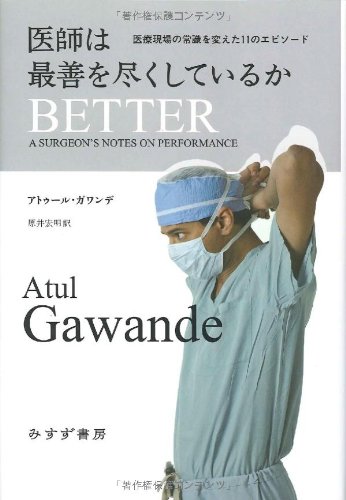 「著作権保護コンテンツ」
医師は
医療現場の常識を変えた11のエピソード
最善を尽くしているか
BETTER
A SURGEON'S NOTES ON PERFORMANCE
アトゥール・ガワンデ
原井宏明訳
Atul
Gawande
みすず書房
「著作権保護コンテンツ」